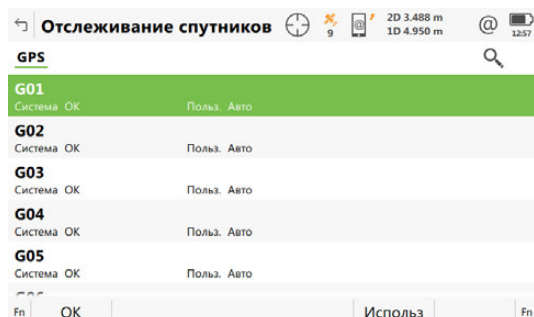 Отслеживание спутников 9 @ 2D 3.488 m @
1D 4.950 m 12:57
GPS
G01
Система OK Польз. Авто
G02
Система OK Польз. Авто
G03
Система OK Польз. Авто
G04
Система OK Польз. Авто
G05
Система OK Польз. Авто
Fn OK Использ Fn